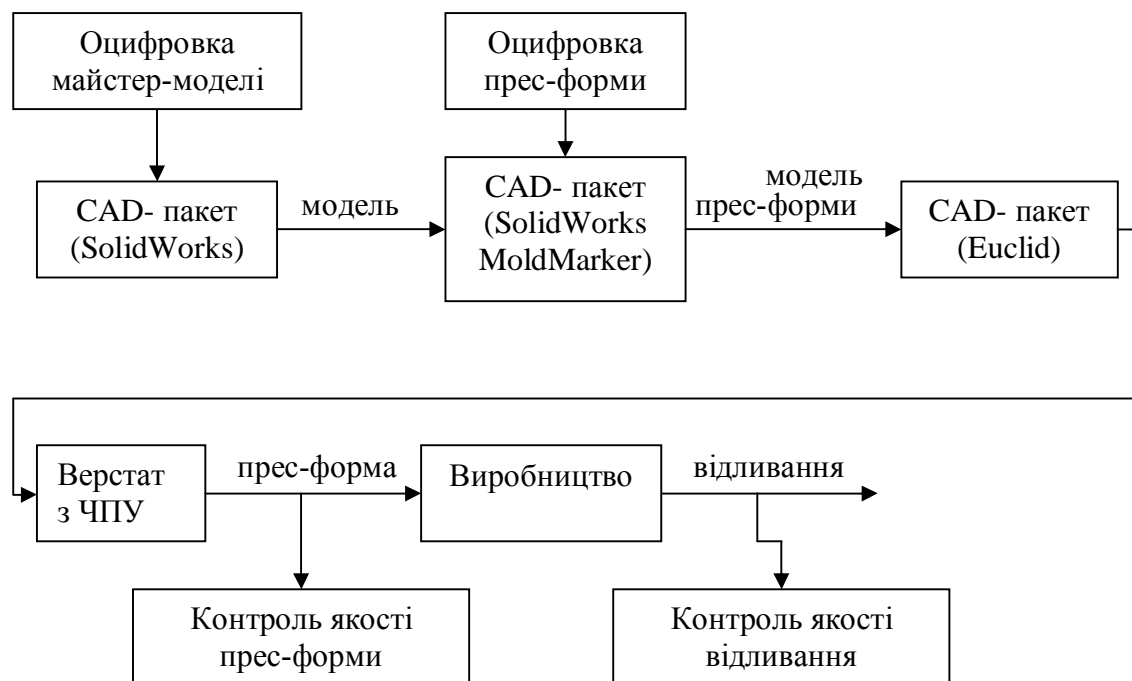 Оцифровка
майстер-моделі
Оцифровка
прес-форми
CAD- пакет
(SolidWorks)
модель
CAD- пакет
(SolidWorks
MoldMarker)
модель
прес-форми
CAD- пакет
(Euclid)
Верстат
з ЧПУ
прес-форма
Виробництво
відливання
Контроль якості
прес-форми
Контроль якості
відливання